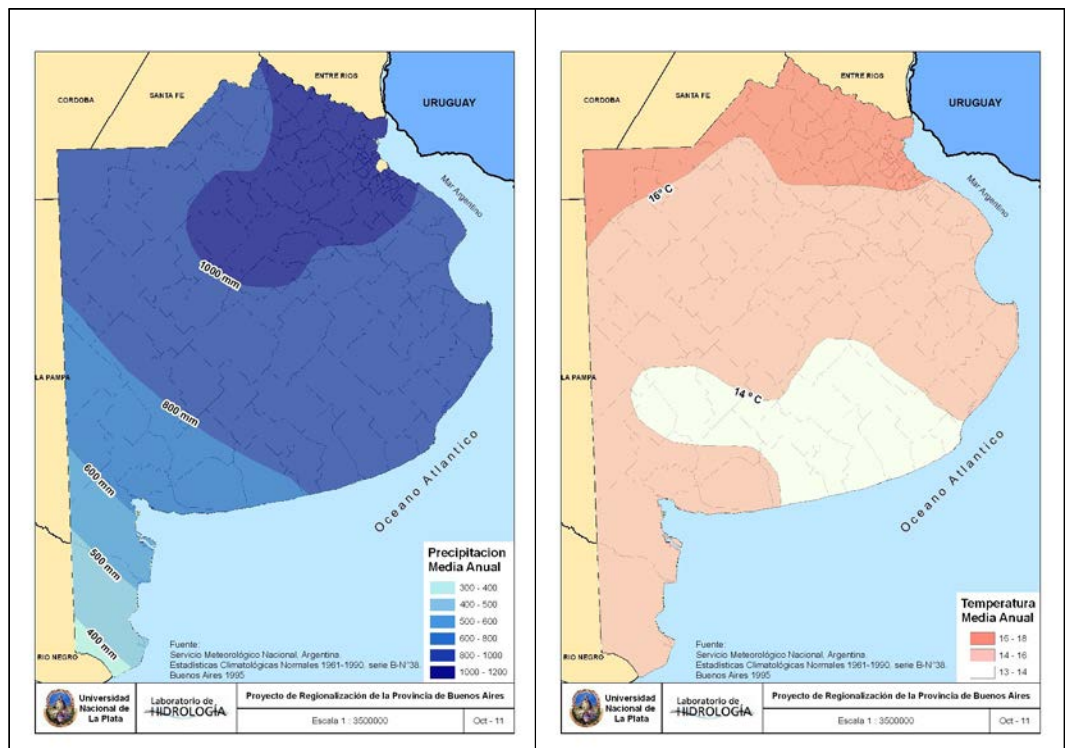 CORDOBA
SANTA FE
ENTRE RIOS
URUGUAY
Mar Argentino
1000 mm
LA PAMPA
800 mm
600 mm
500 mm
400 mm
RIO NEGRO
Oceano Atlantico
Precipitacion
Media Anual
300 - 400
400 - 500
500 - 600
600 - 800
800 - 1000
1000 - 1200
Fuente:
Servicio Meteorológico Nacional, Argentina.
Estadísticas Climatológicas Normales 1961-1990, serie B-N°38.
Buenos Aires 1995
Universidad
Nacional de
La Plata
Laboratorio de
HIDROLOGÍA
Proyecto de Regionalización de la Provincia de Buenos Aires
Escala 1 : 3500000
Oct - 11
CORDOBA
SANTA FE
ENTRE RIOS
URUGUAY
Mar Argentino
16º C
LA PAMPA
14 º C
RIO NEGRO
Oceano Atlantico
Temperatura
Media Anual
16 - 18
14 - 16
13 - 14
Fuente:
Servicio Meteorológico Nacional, Argentina.
Estadísticas Climatológicas Normales 1961-1990, serie B-N°38.
Buenos Aires 1995
Universidad
Nacional de
La Plata
Laboratorio de
HIDROLOGÍA
Proyecto de Regionalización de la Provincia de Buenos Aires
Escala 1 : 3500000
Oct - 11